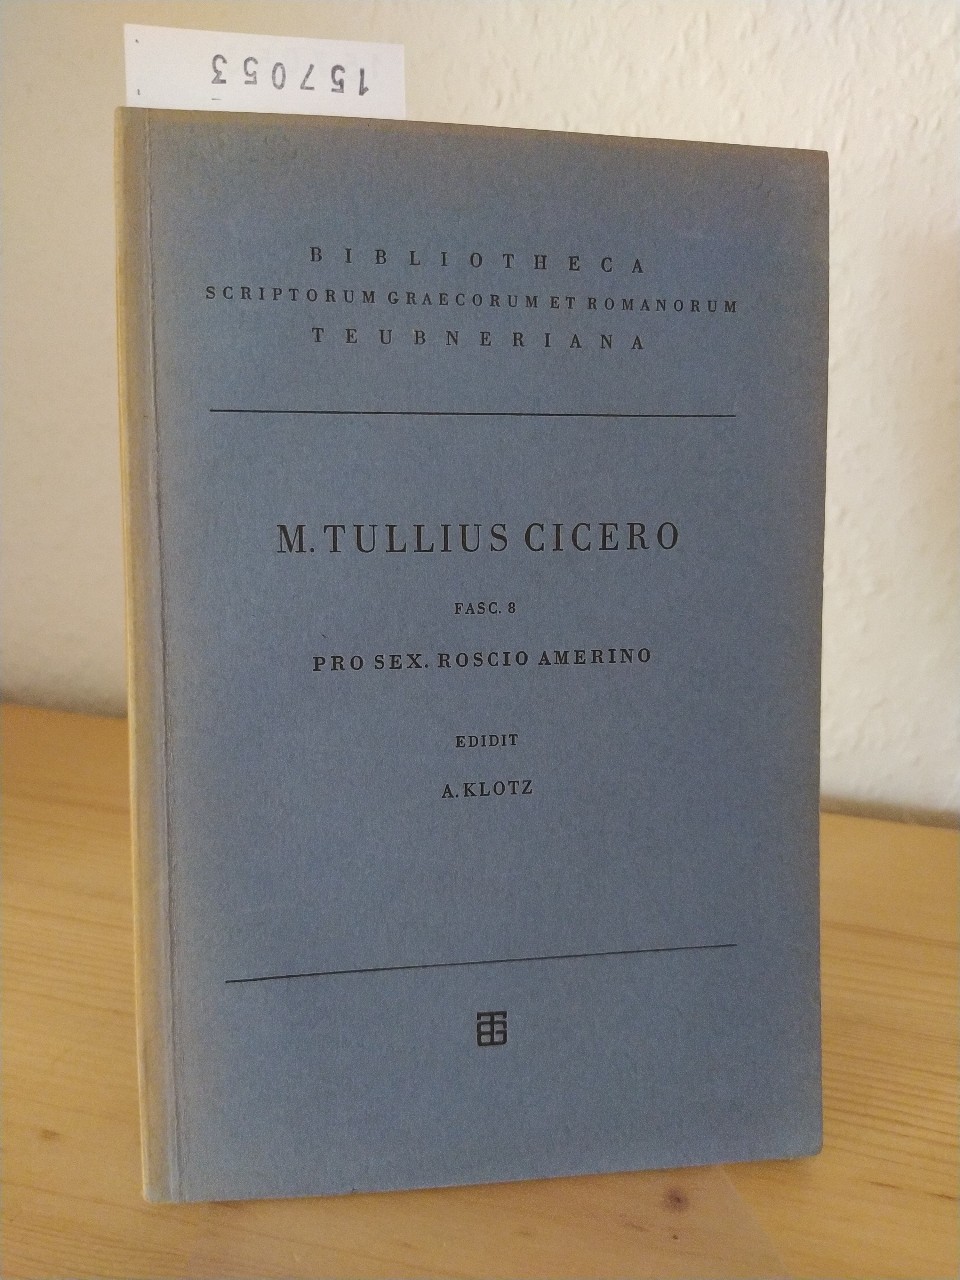 157053
BIBLIOTHECA
SCRIPTORUM GRAECORUM ET ROMANORUM
TEUBNERIANA
M. TULLIUS CICERO
FASC. 8
PRO SEX. ROSCIO AMERINO
EDIDIT
A. KLOTZ